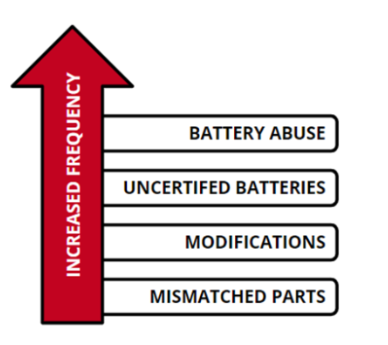 INCREASED FREQUENCY
BATTERY ABUSE
UNCERTIFED BATTERIES
MODIFICATIONS
MISMATCHED PARTS